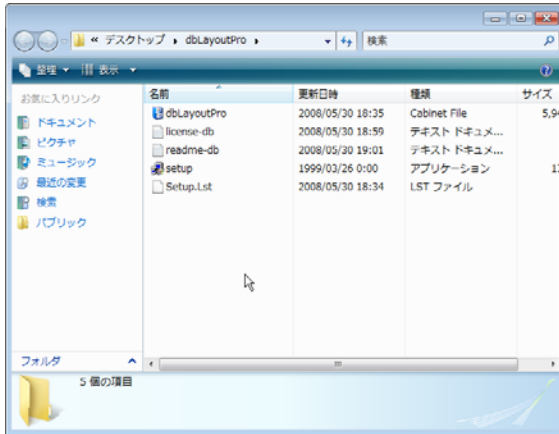 « デスクトップ ▸ dbLayoutPro ▸ 検索
整理 ▼ 表示 ▼
お気に入りリンク
ドキュメント
ピクチャ
ミュージック
最近の変更
検索
パブリック
フォルダ
名前 更新日時 種類 サイズ
dbLayoutPro 2008/05/30 18:35 Cabinet File 5,94
license-db 2008/05/30 18:59 テキスト ドキュメ...
readme-db 2008/05/30 19:01 テキスト ドキュメ...
setup 1999/03/26 0:00 アプリケーション
Setup.Lst 2008/05/30 18:34 LST ファイル
5 個の項目